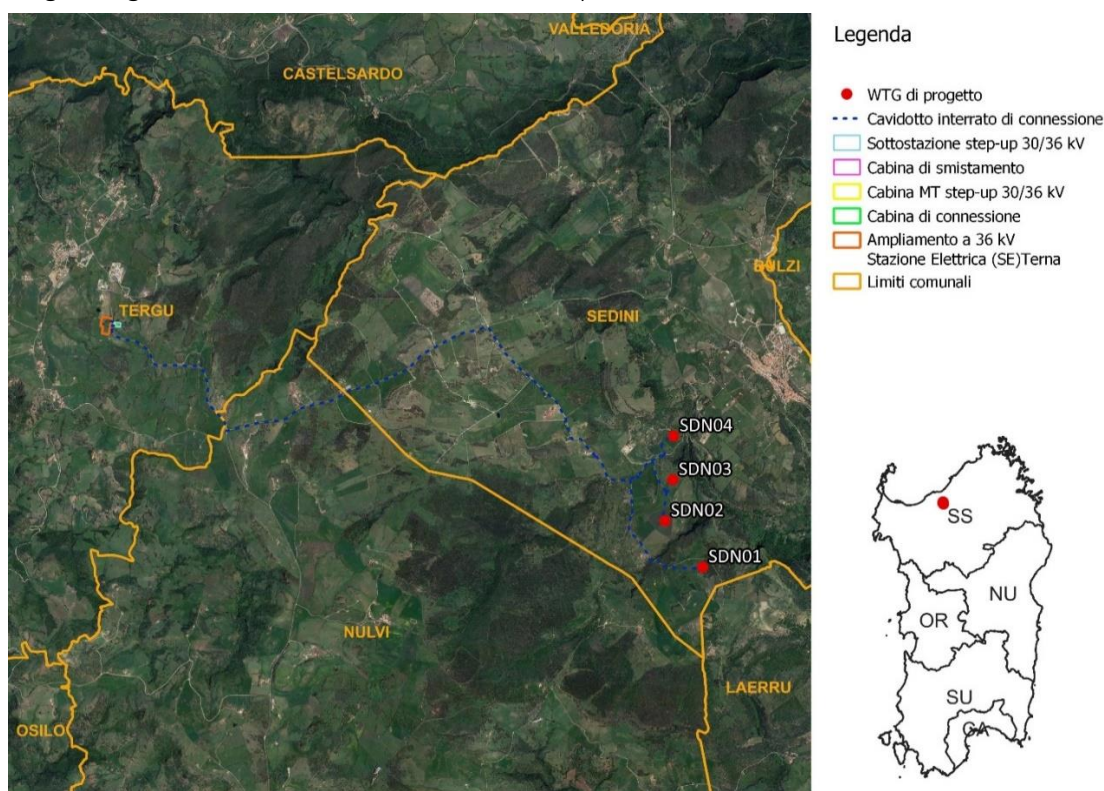 VALLEDORIA
CASTELSARDO
BULZI
TERGU
SEDINI
SDN04
SDN03
SDN02
SDN01
NULVI
LAERRU
OSILO
Legenda
WTG di progetto
Cavidotto interrato di connessione
Sottostazione step-up 30/36 kV
Cabina di smistamento
Cabina MT step-up 30/36 kV
Cabina di connessione
Ampliamento a 36 kV
Stazione Elettrica (SE)Terna
Limiti comunali
SS
NU
OR
SU
CA